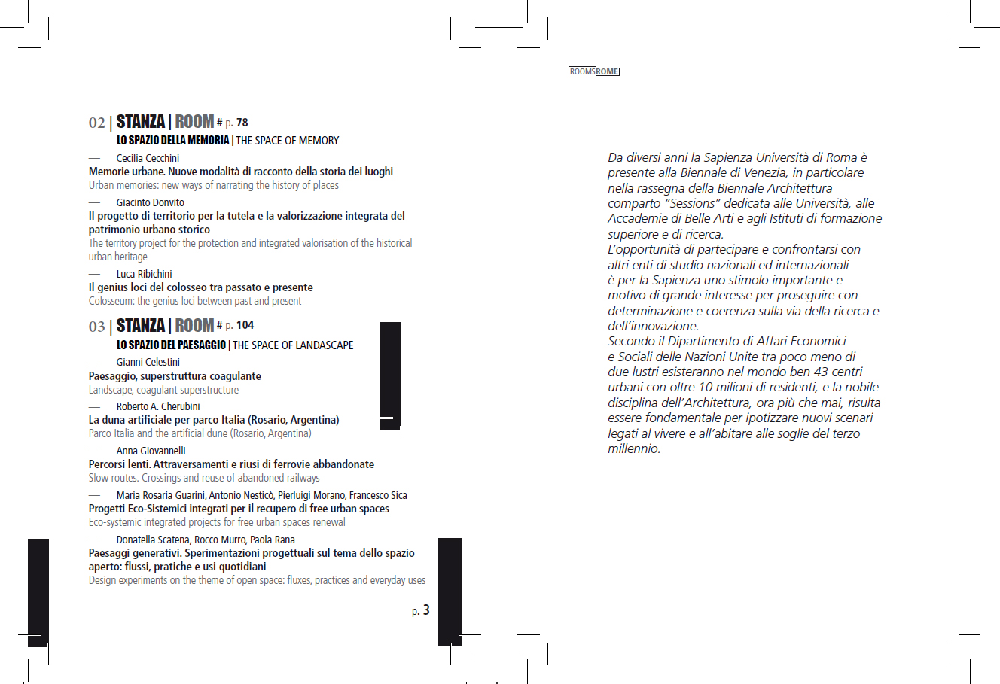 02 | STANZA | ROOM # p. 78
LO SPAZIO DELLA MEMORIA | THE SPACE OF MEMORY
— Cecilia Cecchini
Memorie urbane. Nuove modalità di racconto della storia dei luoghi
Urban memories: new ways of narrating the history of places
— Giacinto Donvito
Il progetto di territorio per la tutela e la valorizzazione integrata del
patrimonio urbano storico
The territory project for the protection and integrated valorisation of the historical
urban heritage
— Luca Ribichini
Il genius loci del colosseo tra passato e presente
Colosseum: the genius loci between past and present
03 | STANZA | ROOM # p. 104
LO SPAZIO DEL PAESAGGIO | THE SPACE OF LANDASCAPE
— Gianni Celestini
Paesaggio, superstruttura coagulante
Landscape, coagulant superstructure
— Roberto A. Cherubini
La duna artificiale per parco Italia (Rosario, Argentina)
Parco Italia and the artificial dune (Rosario, Argentina)
— Anna Giovannelli
Percorsi lenti. Attraversamenti e riusi di ferrovie abbandonate
Slow routes. Crossings and reuse of abandoned railways
— Maria Rosaria Guarini, Antonio Nesticò, Pierluigi Morano, Francesco Sica
Progetti Eco-Sistemici integrati per il recupero di free urban spaces
Eco-systemic integrated projects for free urban spaces renewal
— Donatella Scatena, Rocco Murro, Paola Rana
Paesaggi generativi. Sperimentazioni progettuali sul tema dello spazio
aperto: flussi, pratiche e usi quotidiani
Design experiments on the theme of open space: fluxes, practices and everyday uses
p. 3
ROOMSROME
Da diversi anni la Sapienza Università di Roma è
presente alla Biennale di Venezia, in particolare
nella rassegna della Biennale Architettura
comparto “Sessions” dedicata alle Università, alle
Accademie di Belle Arti e agli Istituti di formazione
superiore e di ricerca.
L’opportunità di partecipare e confrontarsi con
altri enti di studio nazionali ed internazionali
è per la Sapienza uno stimolo importante e
motivo di grande interesse per proseguire con
determinazione e coerenza sulla via della ricerca e
dell’innovazione.
Secondo il Dipartimento di Affari Economici
e Sociali delle Nazioni Unite tra poco meno di
due lustri esisteranno nel mondo ben 43 centri
urbani con oltre 10 milioni di residenti, e la nobile
disciplina dell’Architettura, ora più che mai, risulta
essere fondamentale per ipotizzare nuovi scenari
legati al vivere e all’abitare alle soglie del terzo
millennio.